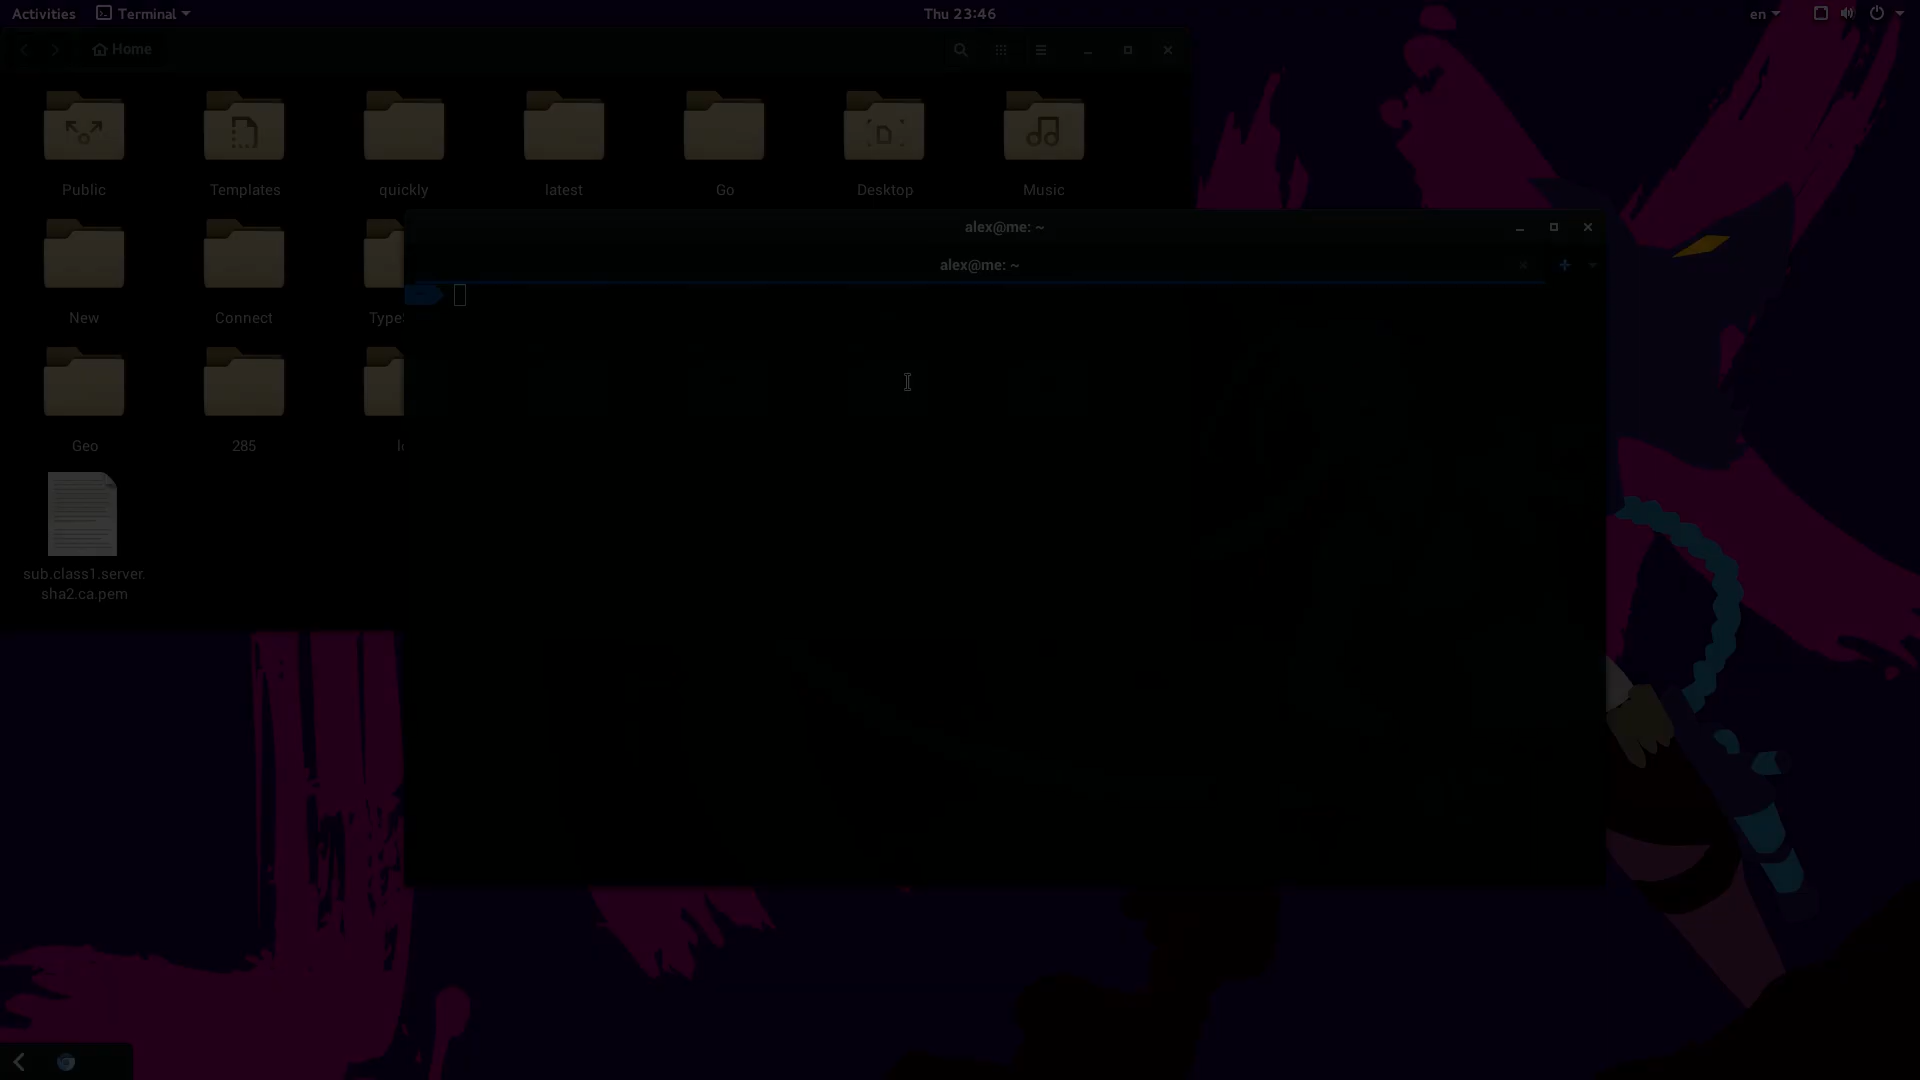 Activities
Terminal
Thu 23:46
en
Home
Public
Templates
quickly
latest
Go
Desktop
Music
alex@me: ~
alex@me: ~
New
Connect
Type
Geo
285
sub.class1.server.
sha2.ca.pem